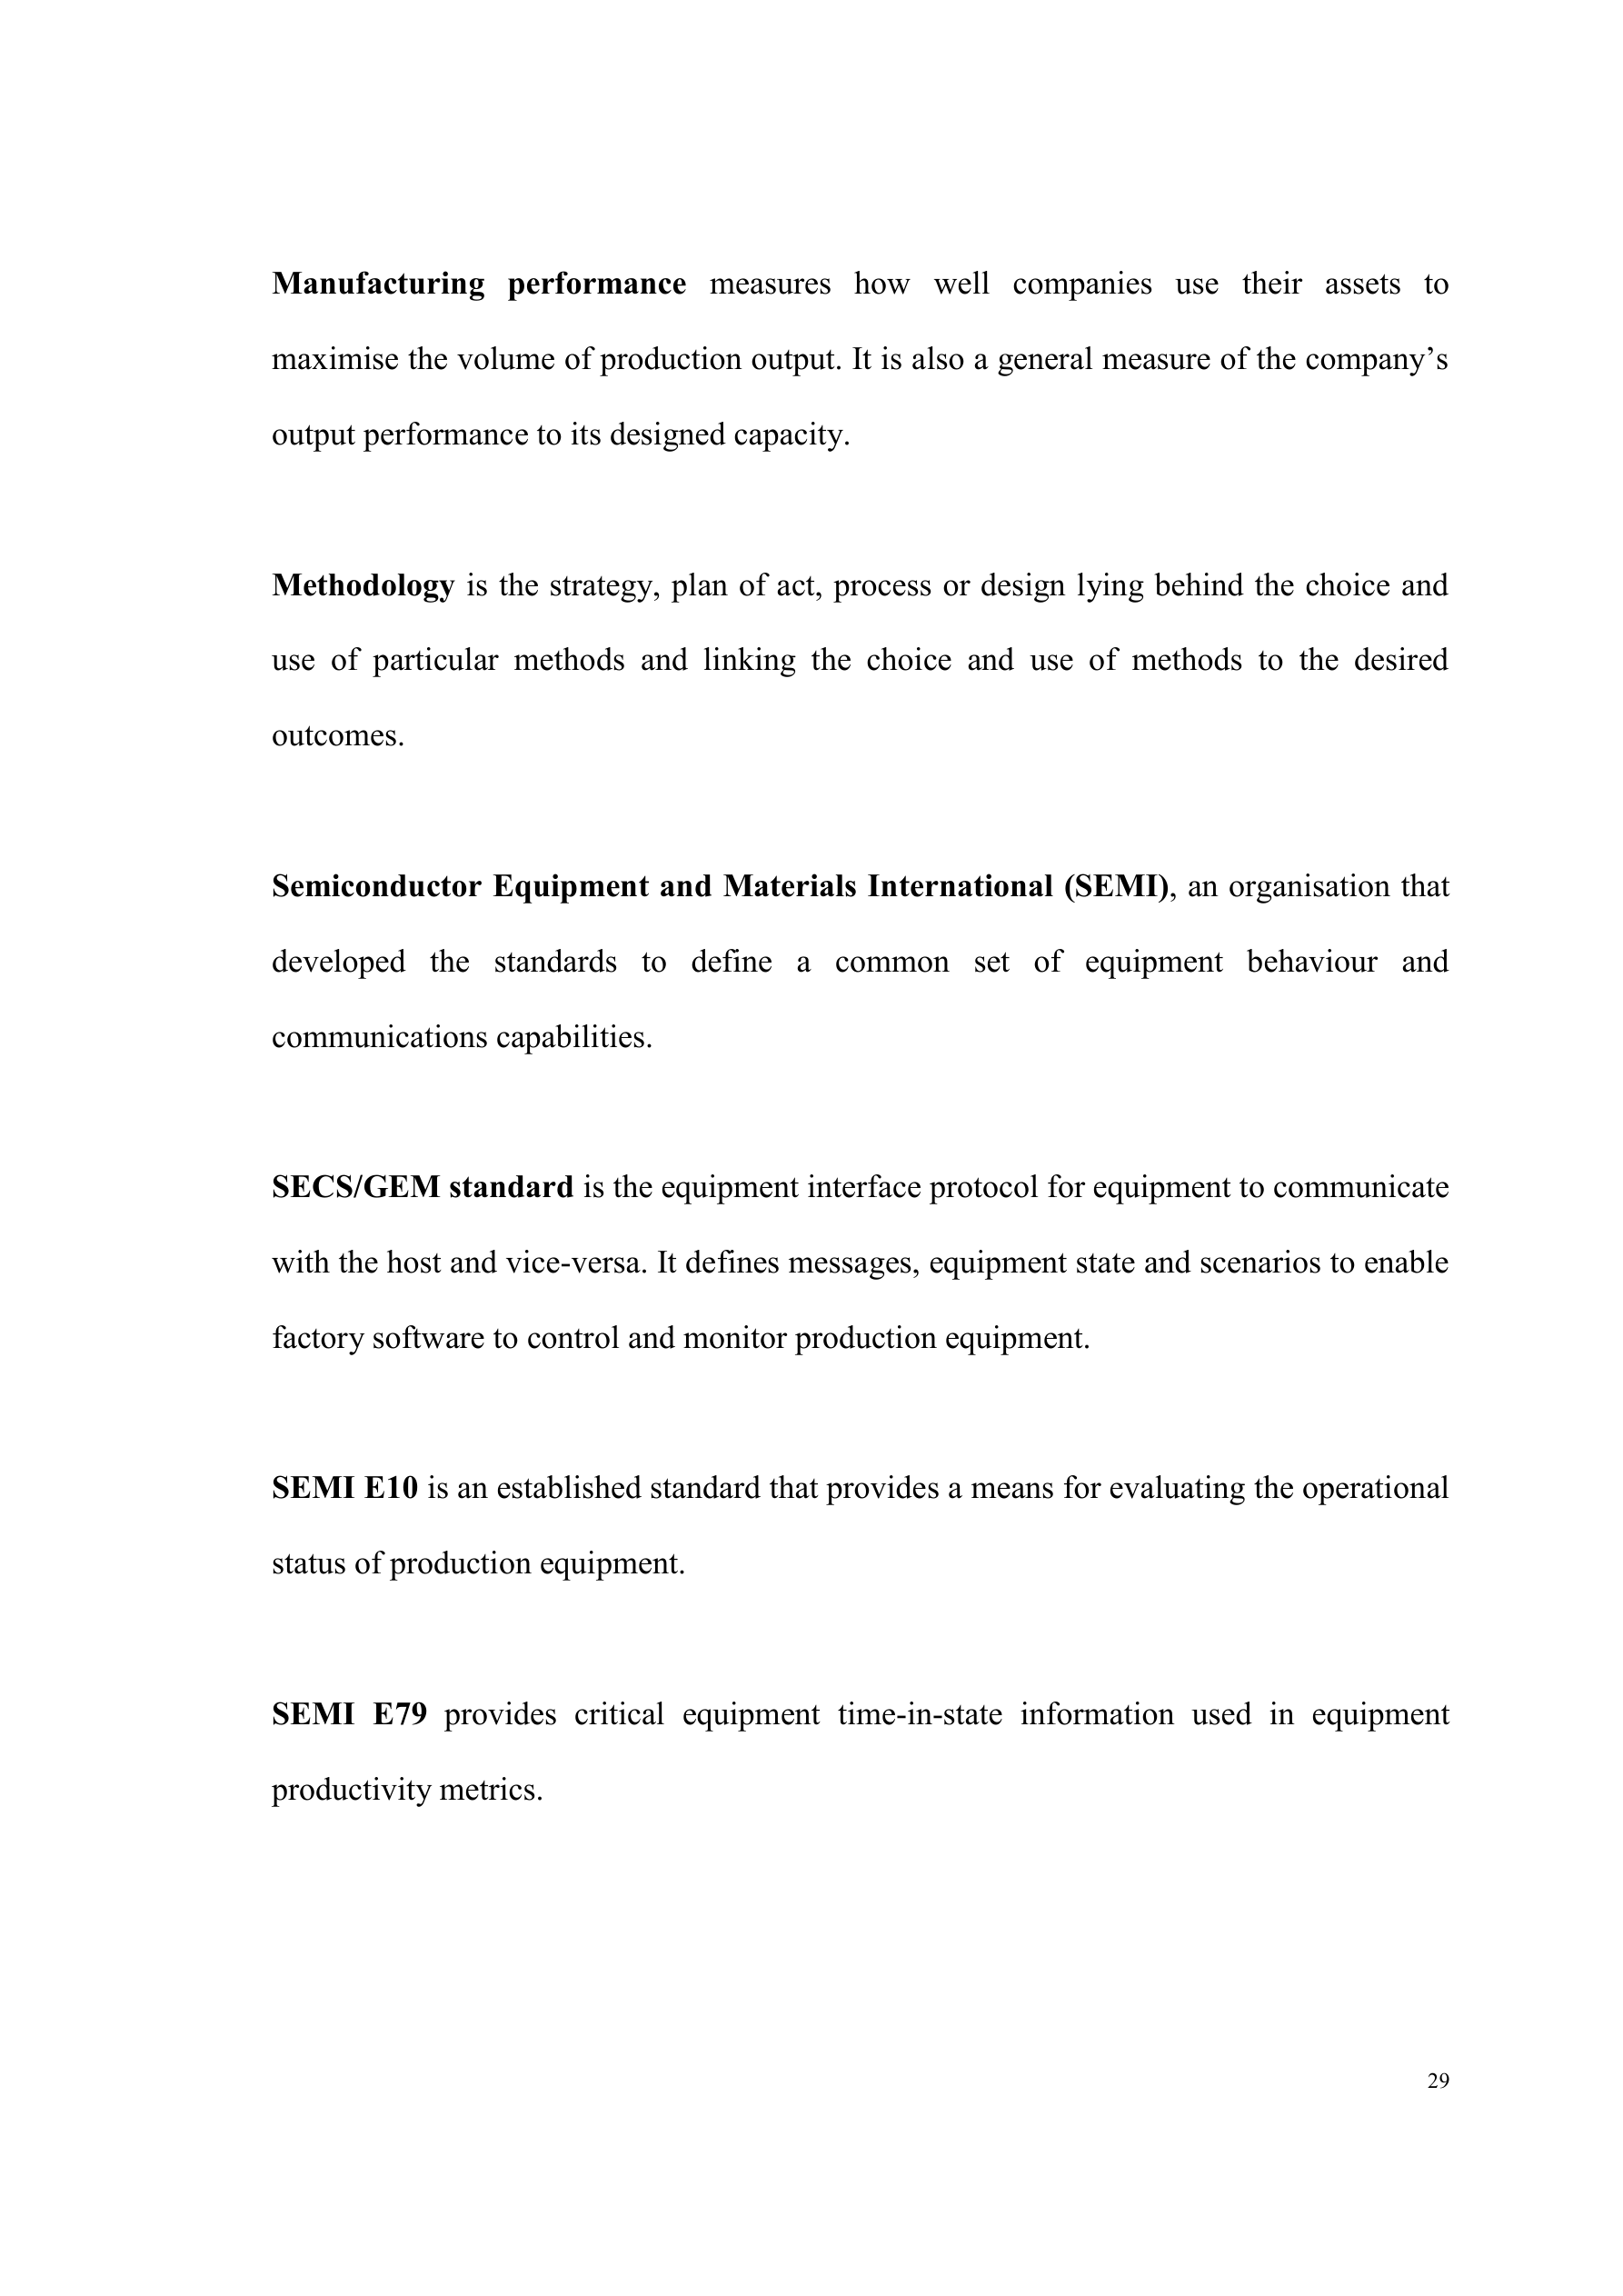 Manufacturing performance measures how well companies use their assets to
maximise the volume of production output. It is also a general measure of the company’s
output performance to its designed capacity.
Methodology is the strategy, plan of act, process or design lying behind the choice and
use of particular methods and linking the choice and use of methods to the desired
outcomes.
Semiconductor Equipment and Materials International (SEMI), an organisation that
developed the standards to define a common set of equipment behaviour and
communications capabilities.
SECS/GEM standard is the equipment interface protocol for equipment to communicate
with the host and vice-versa. It defines messages, equipment state and scenarios to enable
factory software to control and monitor production equipment.
SEMI E10 is an established standard that provides a means for evaluating the operational
status of production equipment.
SEMI E79 provides critical equipment time-in-state information used in equipment
productivity metrics.
29